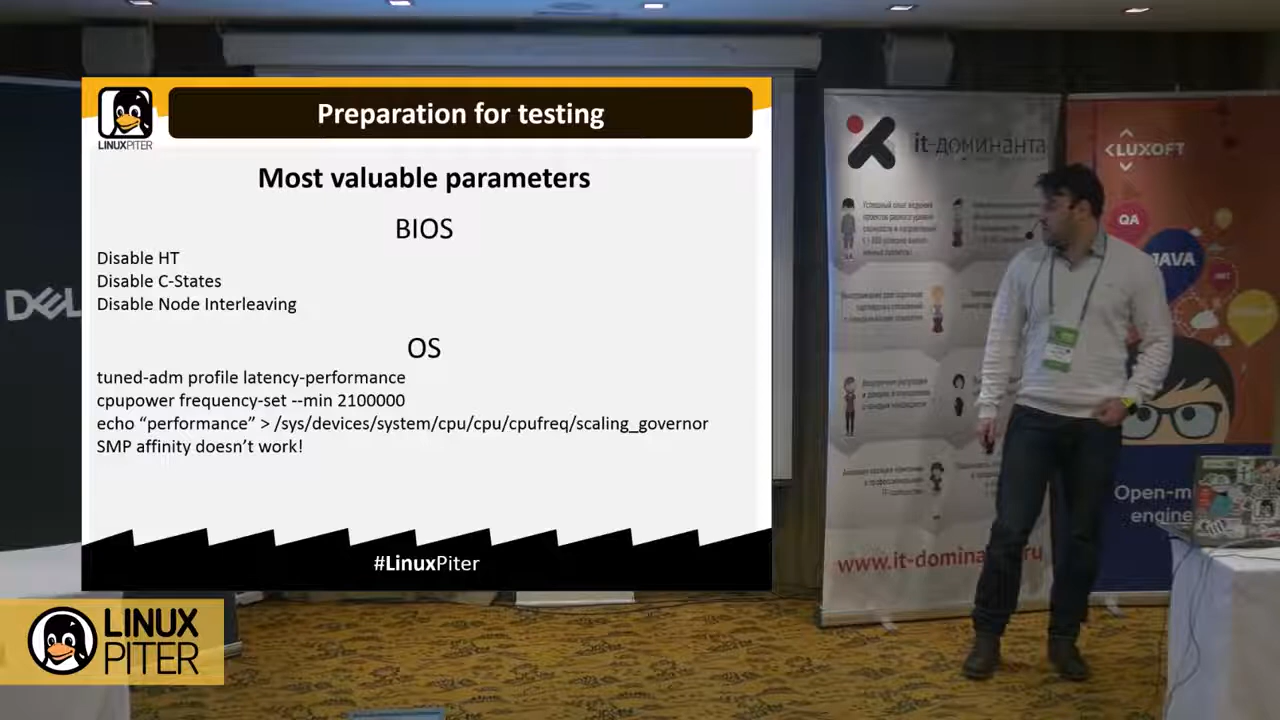 Preparation for testing
LINUXPITER
Most valuable parameters
BIOS
Disable HT
Disable C-States
Disable Node Interleaving
OS
tuned-adm profile latency-performance
cpupower frequency-set --min 2100000
echo “performance” > /sys/devices/system/cpu/cpu/cpufreq/scaling_governor
SMP affinity doesn’t work!
#LinuxPiter
LINUX
PITER
DELL
it-доминанта
www.it-domina
ru
<LUXOFT
QA
JAVA
Open-m
engine